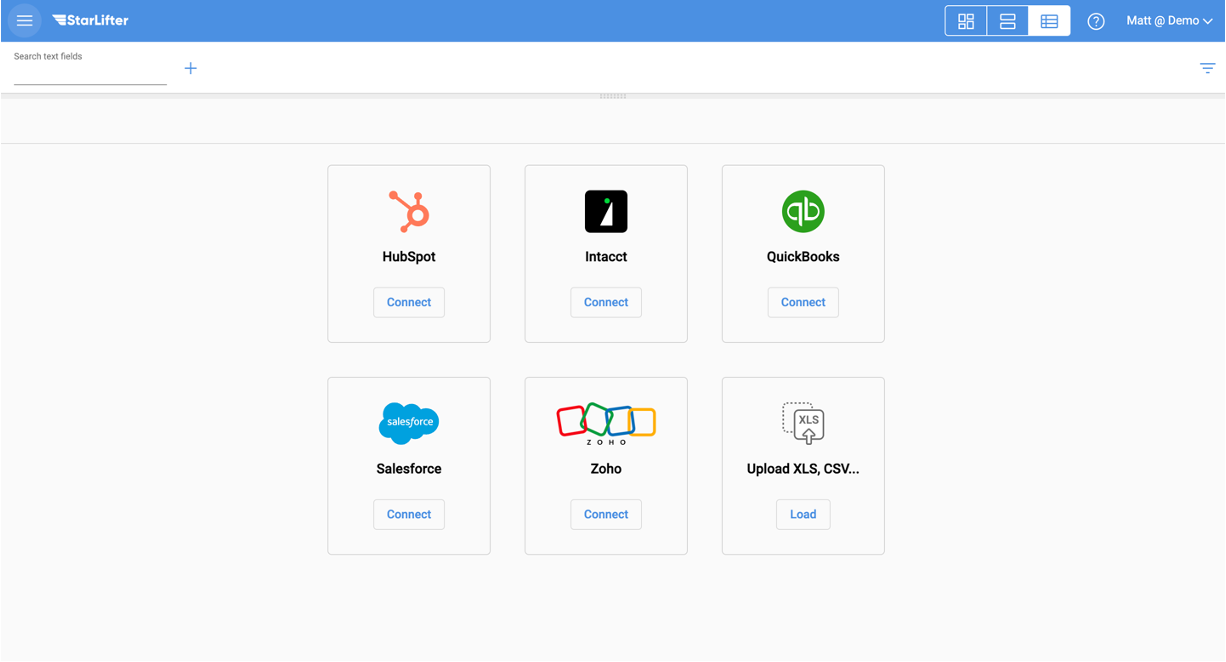 StarLifter
Matt @ Demo
Search text fields
HubSpot
Intacct
qb
QuickBooks
Connect
Connect
Connect
salesforce
ZOHO
XLS
Salesforce
Zoho
Upload XLS, CSV...
Connect
Connect
Load